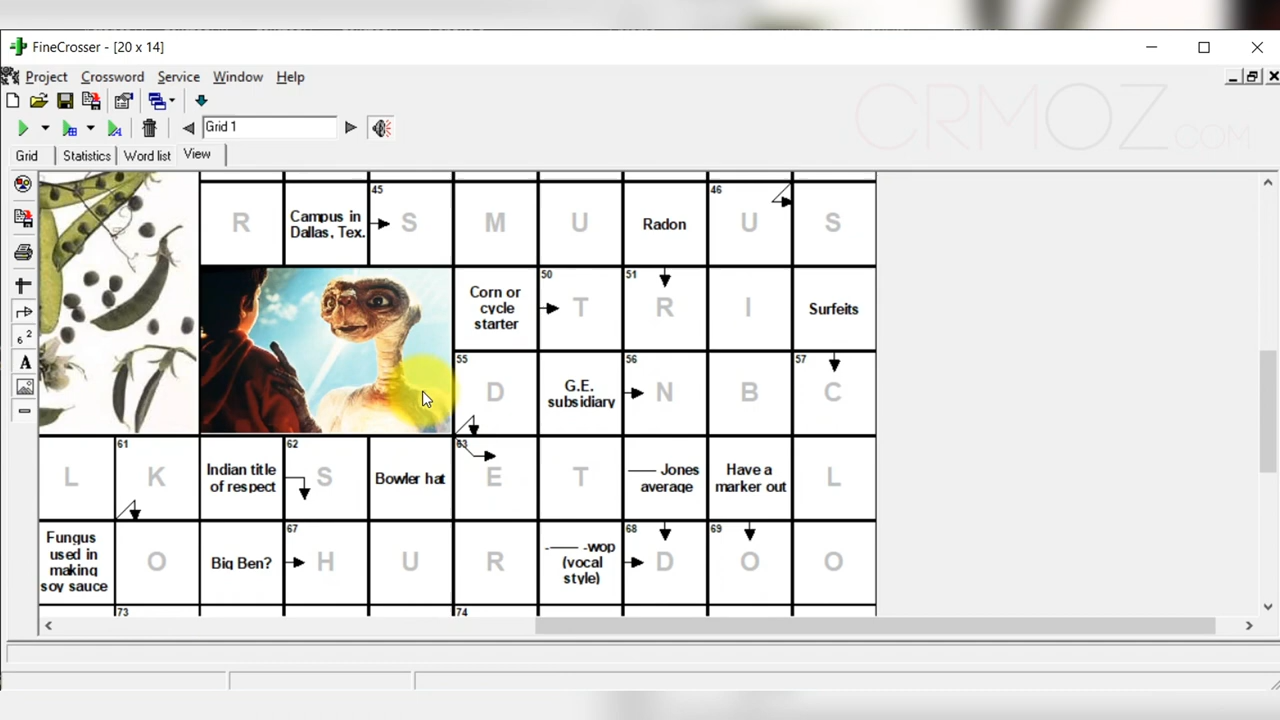 FineCrosser - [20 x 14]
CRMOZ.COM
Project Crossword Service Window Help
Grid 1
Grid Statistics Word list View
6 2
A
45 46
R Campus in S M U Radon U S
Dallas, Tex.
50 51
Corn or T R I Surfeits
cycle
starter
55 56 57
D G.E. N B C
subsidiary
61 62 63
L K Indian title S Bowler hat E T —— Jones Have a L
of respect average marker out
67 68 69
Fungus O Big Ben? H U R -—— -wop D O O
used in (vocal
making style)
soy sauce
73 74